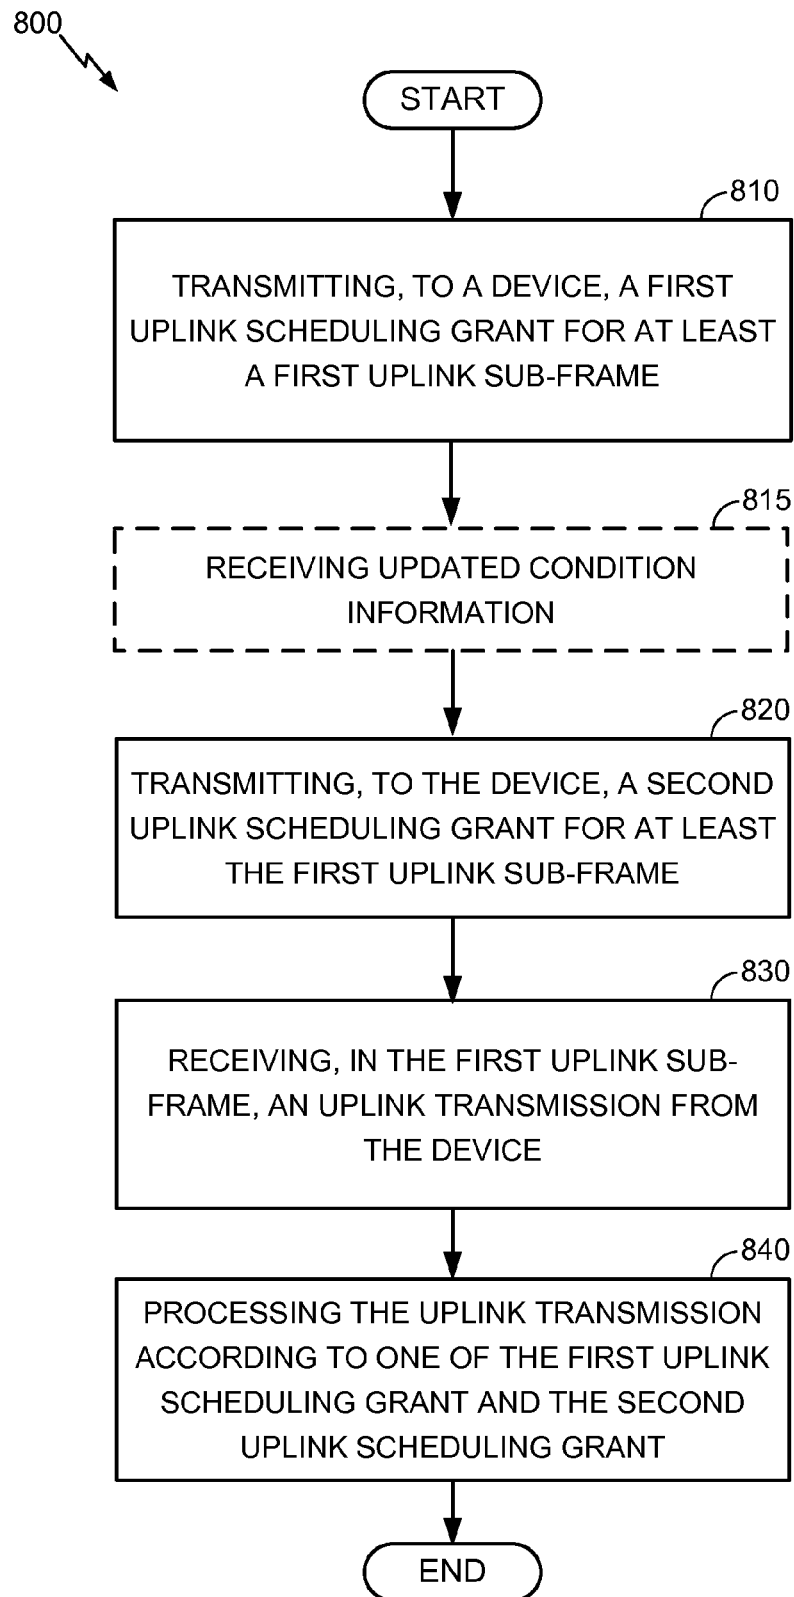 800
START
810
TRANSMITTING, TO A DEVICE, A FIRST
UPLINK SCHEDULING GRANT FOR AT LEAST
A FIRST UPLINK SUB-FRAME
815
RECEIVING UPDATED CONDITION
INFORMATION
820
TRANSMITTING, TO THE DEVICE, A SECOND
UPLINK SCHEDULING GRANT FOR AT LEAST
THE FIRST UPLINK SUB-FRAME
830
RECEIVING, IN THE FIRST UPLINK SUB-
FRAME, AN UPLINK TRANSMISSION FROM
THE DEVICE
840
PROCESSING THE UPLINK TRANSMISSION
ACCORDING TO ONE OF THE FIRST UPLINK
SCHEDULING GRANT AND THE SECOND
UPLINK SCHEDULING GRANT
END